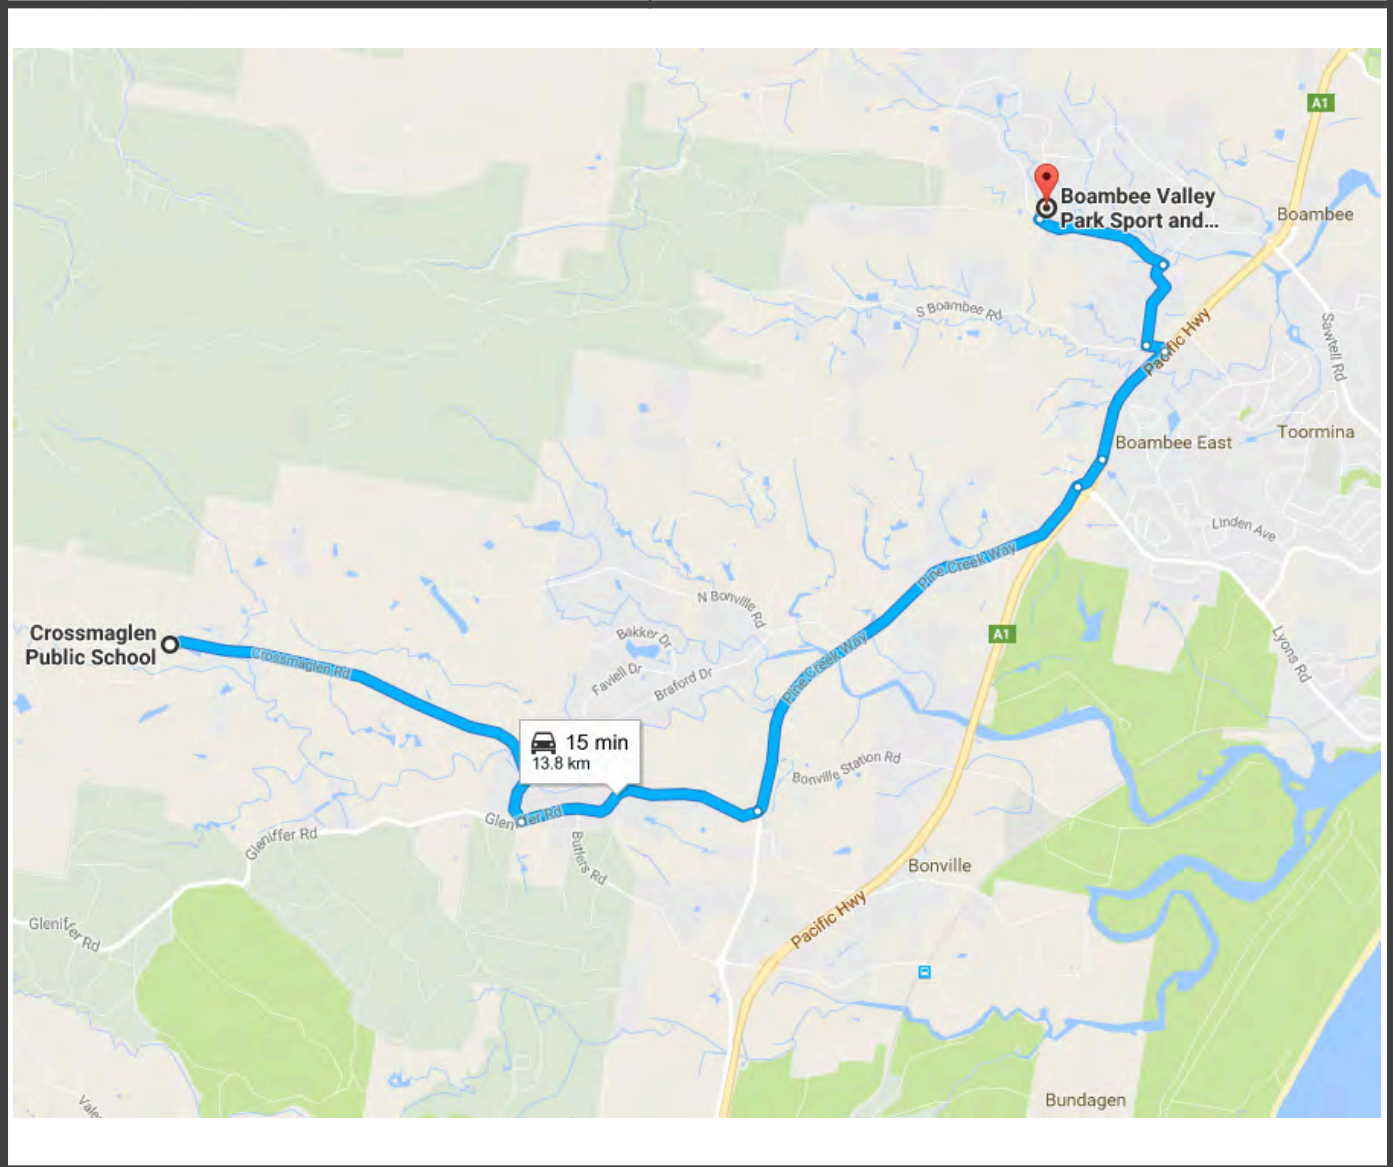 A1
Boambee Valley
Park Sport and...
Boambee
S Boambee Rd
Pacific Hwy
Sawtell Rd
Boambee East
Toormina
Linden Ave
Pine Creek Way
N Bonville Rd
A1
Crossmaglen
Public School
Bakker Dr
Crossmaglen Rd
Faviell Dr
Braford Dr
Pine Creek Way
Lyons Rd
15 min
13.8 km
Bonville Station Rd
Gleniffer Rd
Gleniffer Rd
Butlers Rd
Bonville
Gleniffer Rd
Pacific Hwy
Bundagen
Vale